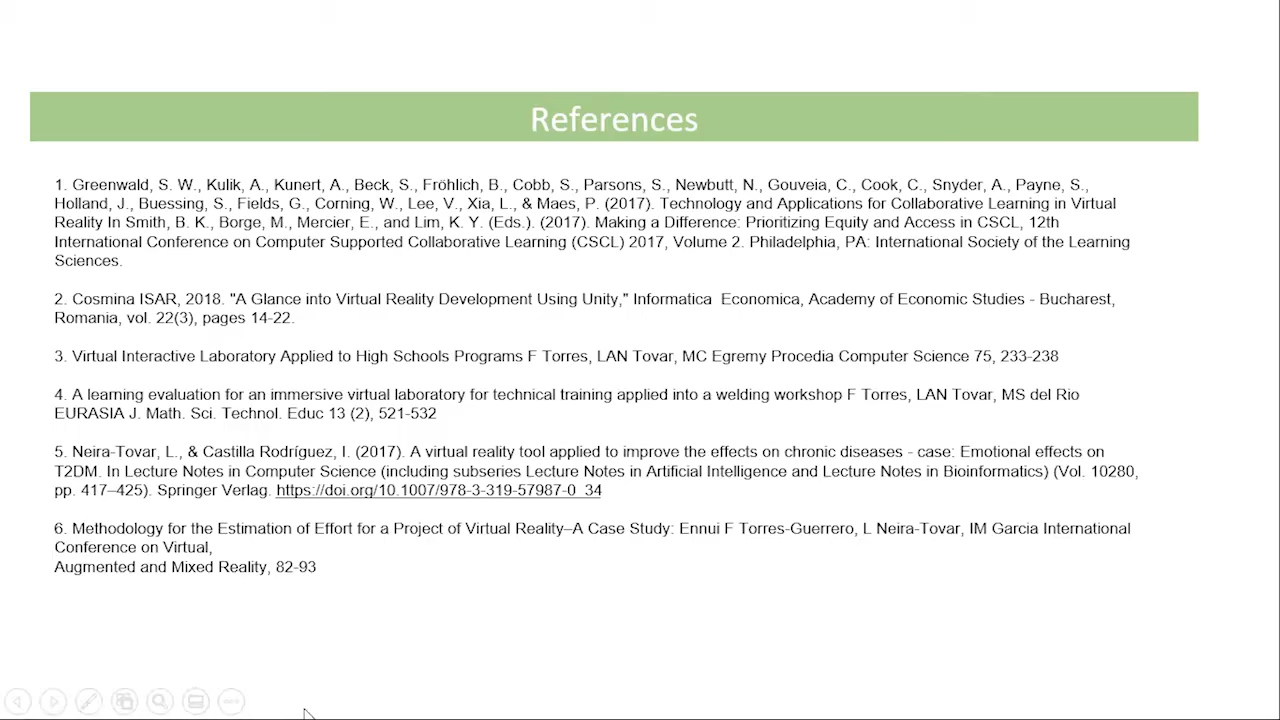 References
1. Greenwald, S. W., Kulik, A., Kunert, A., Beck, S., Fröhlich, B., Cobb, S., Parsons, S., Newbutt, N., Gouveia, C., Cook, C., Snyder, A., Payne, S.,
Holland, J., Buessing, S., Fields, G., Corning, W., Lee, V., Xia, L., & Maes, P. (2017). Technology and Applications for Collaborative Learning in Virtual
Reality In Smith, B. K., Borge, M., Mercier, E., and Lim, K. Y. (Eds.). (2017). Making a Difference: Prioritizing Equity and Access in CSCL, 12th
International Conference on Computer Supported Collaborative Learning (CSCL) 2017, Volume 2. Philadelphia, PA: International Society of the Learning
Sciences.
2. Cosmina ISAR, 2018. "A Glance into Virtual Reality Development Using Unity," Informatica Economica, Academy of Economic Studies - Bucharest,
Romania, vol. 22(3), pages 14-22.
3. Virtual Interactive Laboratory Applied to High Schools Programs F Torres, LAN Tovar, MC Egremy Procedia Computer Science 75, 233-238
4. A learning evaluation for an immersive virtual laboratory for technical training applied into a welding workshop F Torres, LAN Tovar, MS del Rio
EURASIA J. Math. Sci. Technol. Educ 13 (2), 521-532
5. Neira-Tovar, L., & Castilla Rodríguez, I. (2017). A virtual reality tool applied to improve the effects on chronic diseases - case: Emotional effects on
T2DM. In Lecture Notes in Computer Science (including subseries Lecture Notes in Artificial Intelligence and Lecture Notes in Bioinformatics) (Vol. 10280,
pp. 417–425). Springer Verlag. https://doi.org/10.1007/978-3-319-57987-0_34
6. Methodology for the Estimation of Effort for a Project of Virtual Reality–A Case Study: Ennui F Torres-Guerrero, L Neira-Tovar, IM Garcia International
Conference on Virtual,
Augmented and Mixed Reality, 82-93